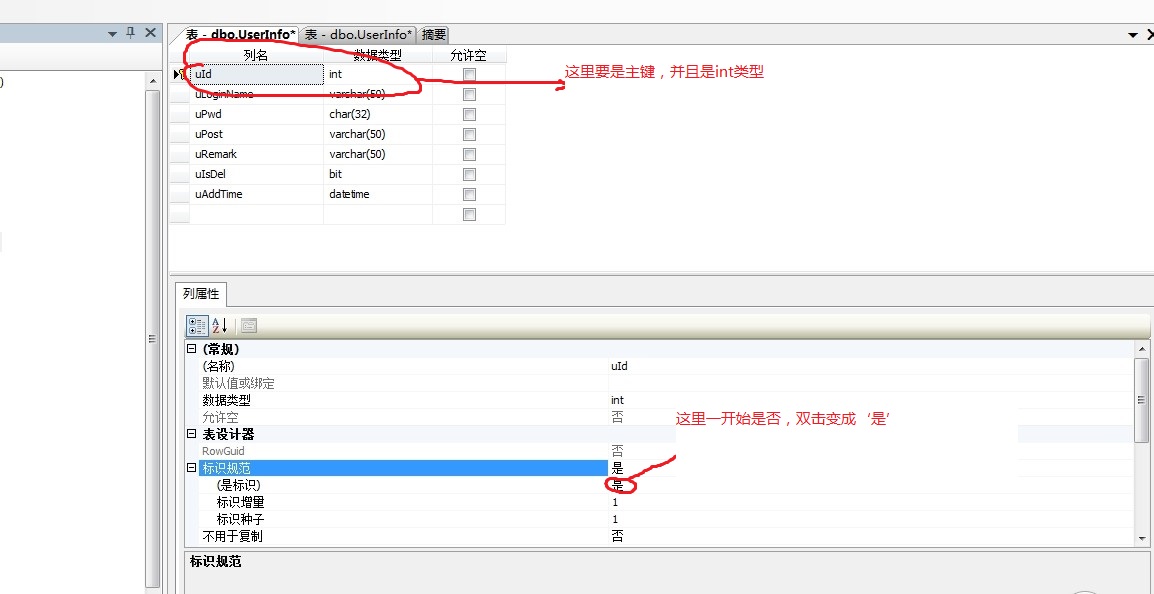 表 - dbo.UserInfo* 表 - dbo.UserInfo* 摘要
列名 数据类型 允许空
uId int
这里要是主键，并且是int类型
uLoginName varchar(50)
uPwd char(32)
uPost varchar(50)
uRemark varchar(50)
uIsDel bit
uAddTime datetime
列属性
(常规)
(名称) uId
默认值或绑定
数据类型 int
允许空 否
这里一开始是否，双击变成‘是’
表设计器
RowGuid 否
标识规范 是
(是标识) 是
标识增量 1
标识种子 1
不用于复制 否
标识规范